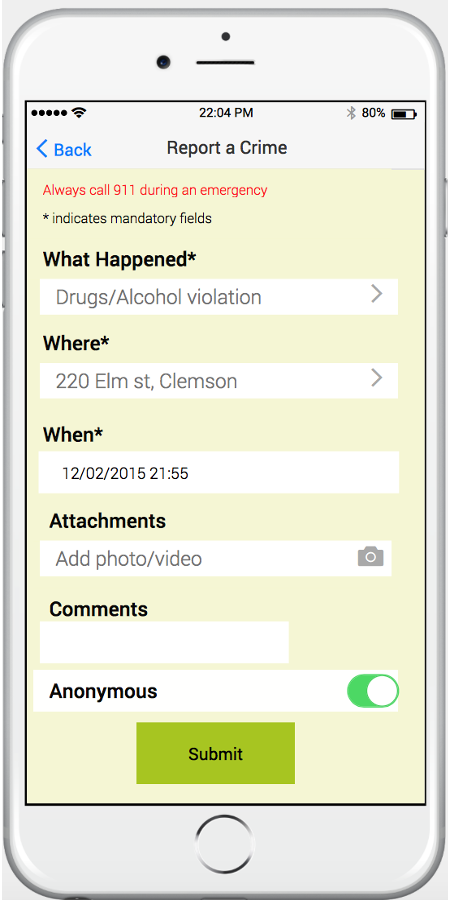 22:04 PM 80%
Back Report a Crime
Always call 911 during an emergency
* indicates mandatory fields
What Happened*
Drugs/Alcohol violation
Where*
220 Elm st, Clemson
When*
12/02/2015 21:55
Attachments
Add photo/video
Comments
Anonymous
Submit